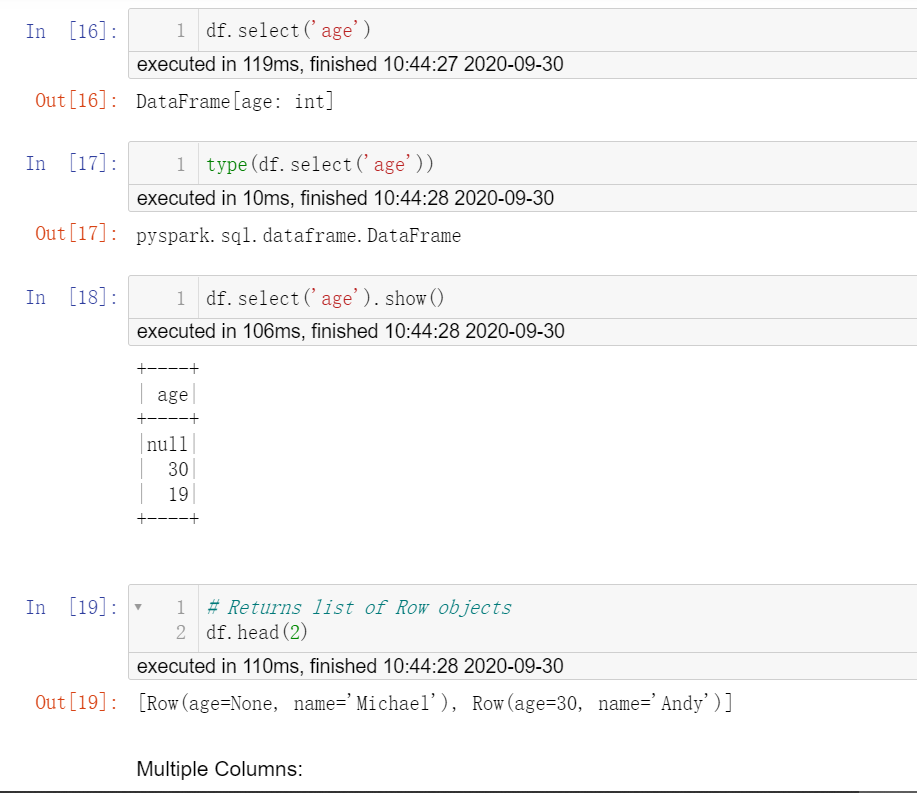 In [16]: 1 df.select('age')
executed in 119ms, finished 10:44:27 2020-09-30
Out[16]: DataFrame[age: int]
In [17]: 1 type(df.select('age'))
executed in 10ms, finished 10:44:28 2020-09-30
Out[17]: pyspark.sql.dataframe.DataFrame
In [18]: 1 df.select('age').show()
executed in 106ms, finished 10:44:28 2020-09-30
+----+
| age|
+----+
|null|
|  30|
|  19|
+----+
In [19]: 1 # Returns list of Row objects
2 df.head(2)
executed in 110ms, finished 10:44:28 2020-09-30
Out[19]: [Row(age=None, name='Michael'), Row(age=30, name='Andy')]
Multiple Columns: